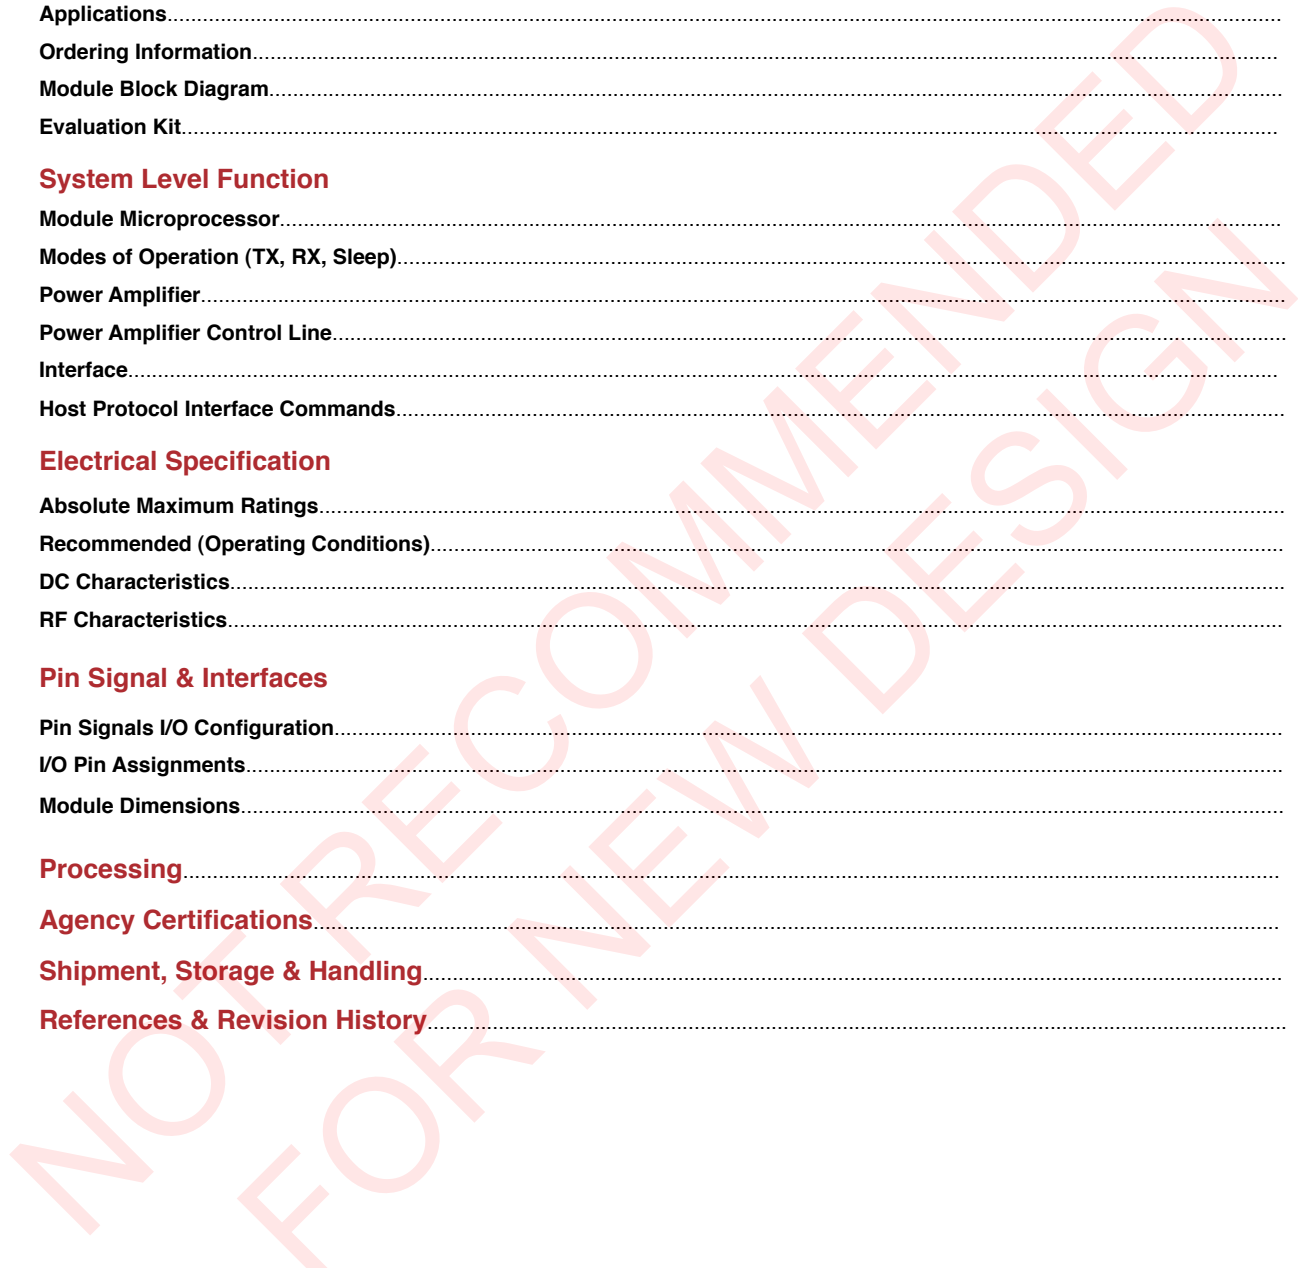 Applications
Ordering Information
Module Block Diagram
Evaluation Kit
System Level Function
Module Microprocessor
Modes of Operation (TX, RX, Sleep)
Power Amplifier
Power Amplifier Control Line
Interface
Host Protocol Interface Commands
Electrical Specification
Absolute Maximum Ratings
Recommended (Operating Conditions)
DC Characteristics
RF Characteristics
Pin Signal & Interfaces
Pin Signals I/O Configuration
I/O Pin Assignments
Module Dimensions
Processing
Agency Certifications
Shipment, Storage & Handling
References & Revision History
NOT RECOMMENDED
FOR NEW DESIGN